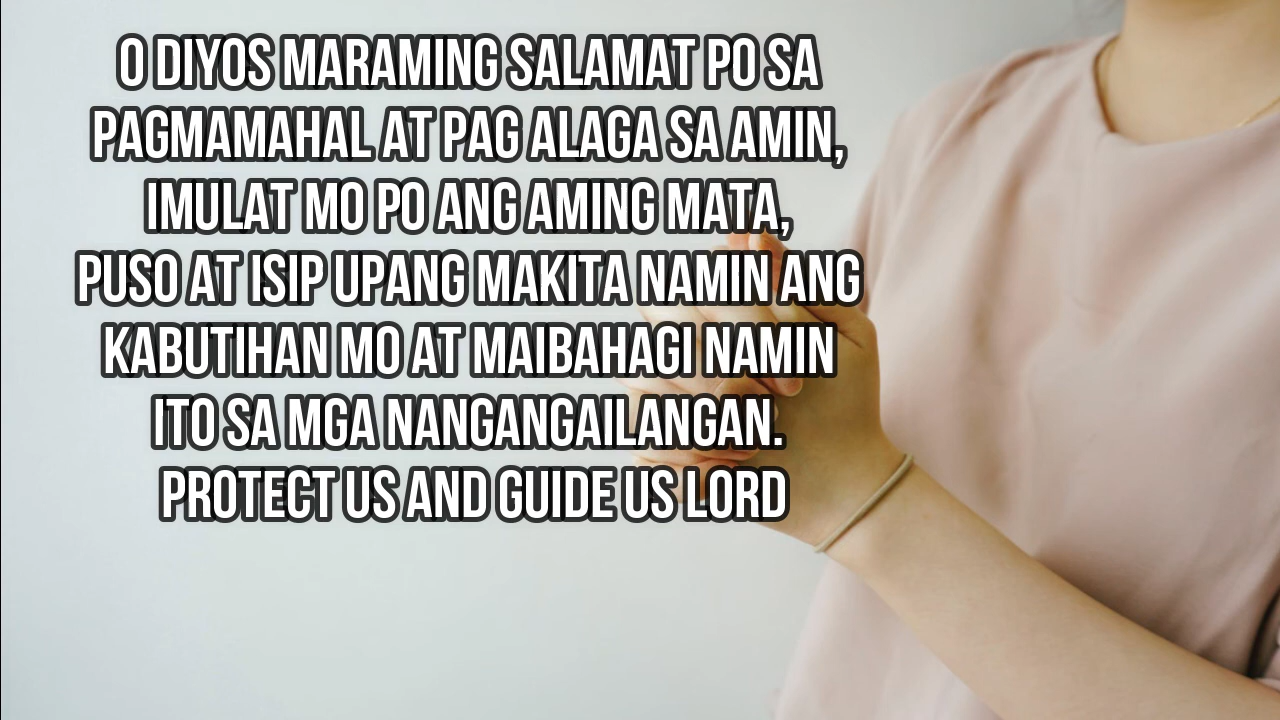 O DIYOS MARAMING SALAMAT PO SA
PAGMAMAHAL AT PAG ALAGA SA AMIN,
IMULAT MO PO ANG AMING MATA,
PUSO AT ISIP UPANG MAKITA NAMIN ANG
KABUTIHAN MO AT MAIBAHAGI NAMIN
ITO SA MGA NANGANGAILANGAN.
PROTECT US AND GUIDE US LORD